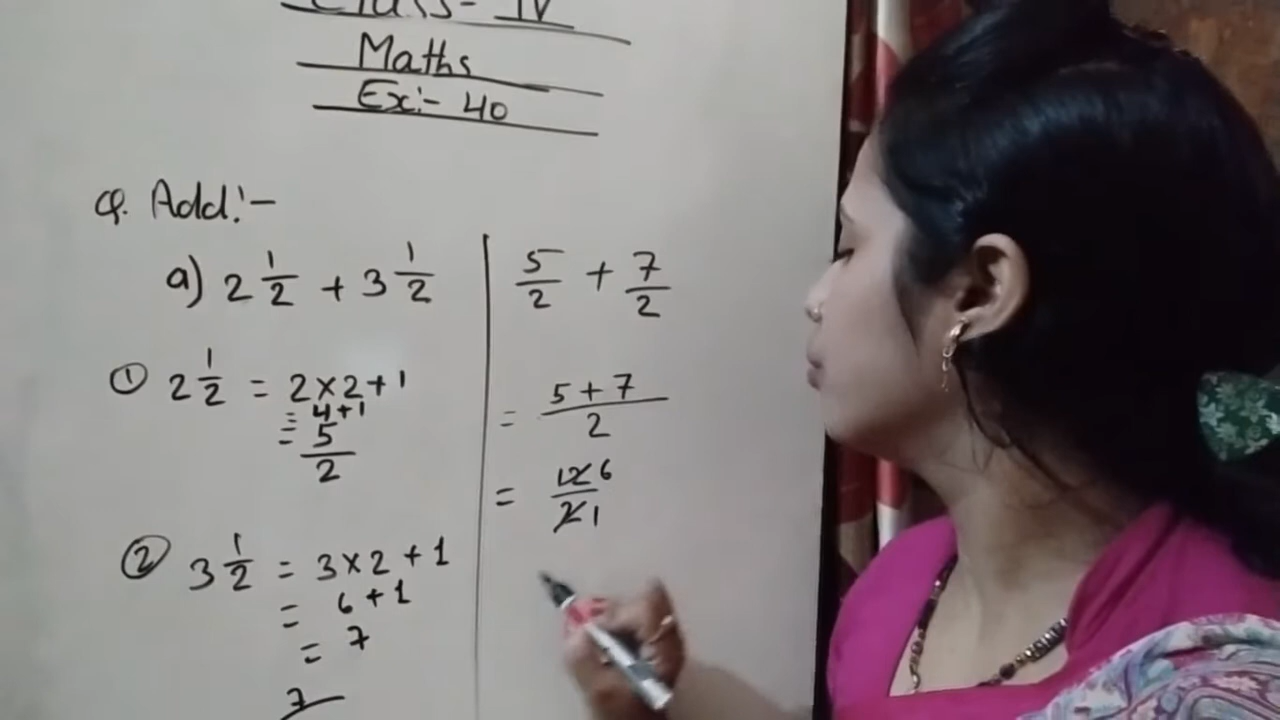 Class- IV
Maths
Ex:- 40
Q. Add:-
a) 2 1/2 + 3 1/2
① 2 1/2 = 2×2+1
= 4+1
= 5/2
② 3 1/2 = 3×2+1
= 6+1
= 7
7
5/2 + 7/2
= 5+7/2
= 12 6/2 1